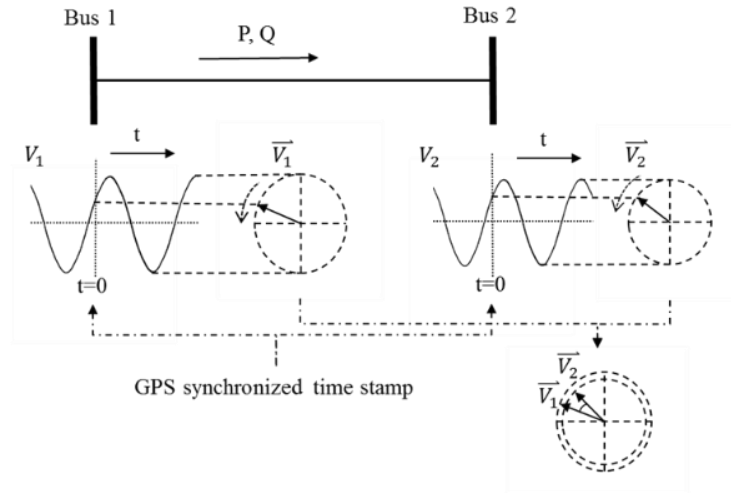 Bus 1
Bus 2
P, Q
t
t
V₁
V₁
V₂
V₂
t=0
t=0
GPS synchronized time stamp
V₂
V₁